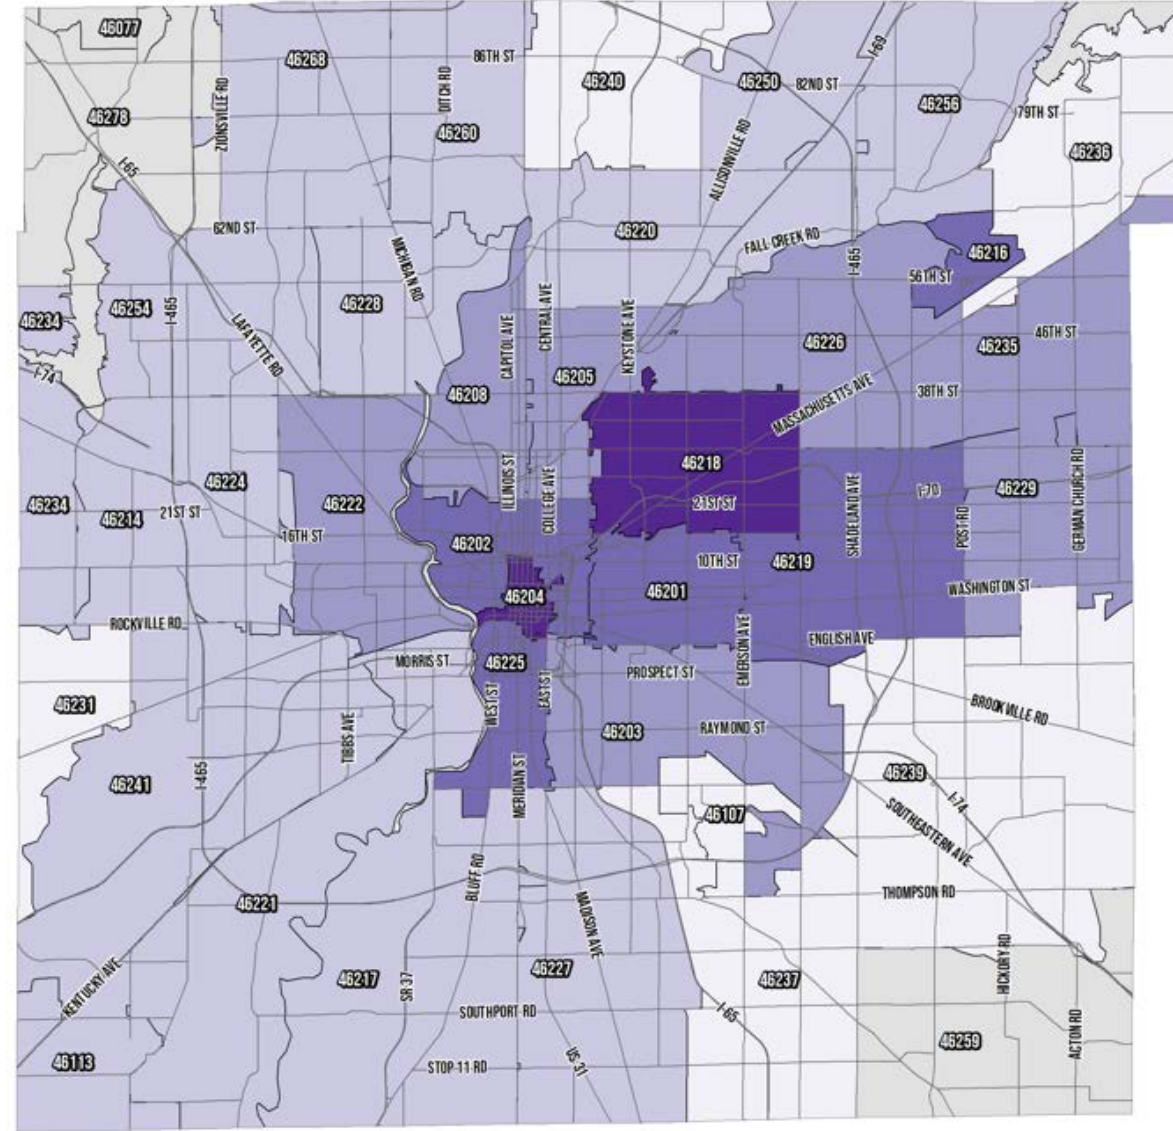 46077
46268
86TH ST
I-69
46240
46250
82ND ST
DITCH RD
ZIONSVILLE RD
46278
46256
79TH ST
46260
46236
I-65
ALLISONVILLE RD
62ND ST
46220
FALL CREEK RD
MICHIGAN RD
I-465
46216
56TH ST
46234
46254
I-465
46228
LAFAYETTE RD
CAPITOL AVE
CENTRAL AVE
KEYSTONE AVE
46226
46235
46TH ST
I-74
46208
46205
38TH ST
MASSACHUSETTS AVE
46218
46224
ILLINOIS ST
COLLEGE AVE
SHADELAND AVE
I-70
46229
GERMAN CHURCH RD
46234
46214
21ST ST
46222
21ST ST
POST RD
16TH ST
46202
10TH ST
46219
46204
46201
WASHINGTON ST
ROCKVILLE RD
ENGLISH AVE
MORRIS ST
46225
EMERSON AVE
PROSPECT ST
46231
WEST ST
EAST ST
TIBBS AVE
46203
RAYMOND ST
BROOKVILLE RD
46241
I-465
MERIDIAN ST
46239
I-74
46107
SOUTHEASTERN AVE
BLUFF RD
THOMPSON RD
46221
MADISON AVE
46217
SR 37
46227
46237
HICKORY RD
KENTUCKY AVE
SOUTHPORT RD
I-65
ACTON RD
46259
46113
STOP 11 RD
US 31